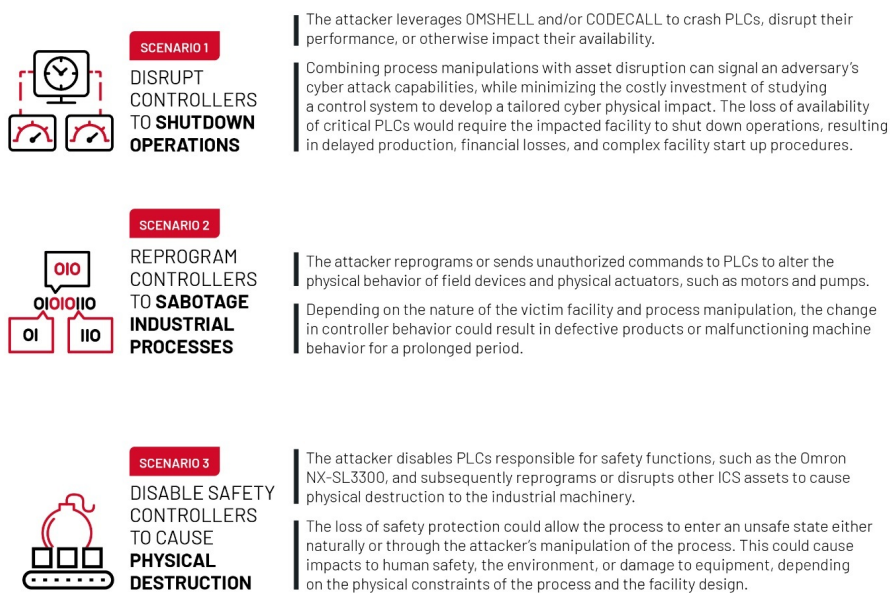 SCENARIO 1
DISRUPT
CONTROLLERS
TO SHUTDOWN
OPERATIONS
The attacker leverages OMSHELL and/or CODECALL to crash PLCs, disrupt their
performance, or otherwise impact their availability.
Combining process manipulations with asset disruption can signal an adversary's
cyber attack capabilities, while minimizing the costly investment of studying
a control system to develop a tailored cyber physical impact. The loss of availability
of critical PLCs would require the impacted facility to shut down operations, resulting
in delayed production, financial losses, and complex facility start up procedures.
SCENARIO 2
REPROGRAM
CONTROLLERS
TO SABOTAGE
INDUSTRIAL
PROCESSES
010
01010110
01
110
The attacker reprograms or sends unauthorized commands to PLCs to alter the
physical behavior of field devices and physical actuators, such as motors and pumps.
Depending on the nature of the victim facility and process manipulation, the change
in controller behavior could result in defective products or malfunctioning machine
behavior for a prolonged period.
SCENARIO 3
DISABLE SAFETY
CONTROLLERS
TO CAUSE
PHYSICAL
DESTRUCTION
The attacker disables PLCs responsible for safety functions, such as the Omron
NX-SL3300, and subsequently reprograms or disrupts other ICS assets to cause
physical destruction to the industrial machinery.
The loss of safety protection could allow the process to enter an unsafe state either
naturally or through the attacker's manipulation of the process. This could cause
impacts to human safety, the environment, or damage to equipment, depending
on the physical constraints of the process and the facility design.